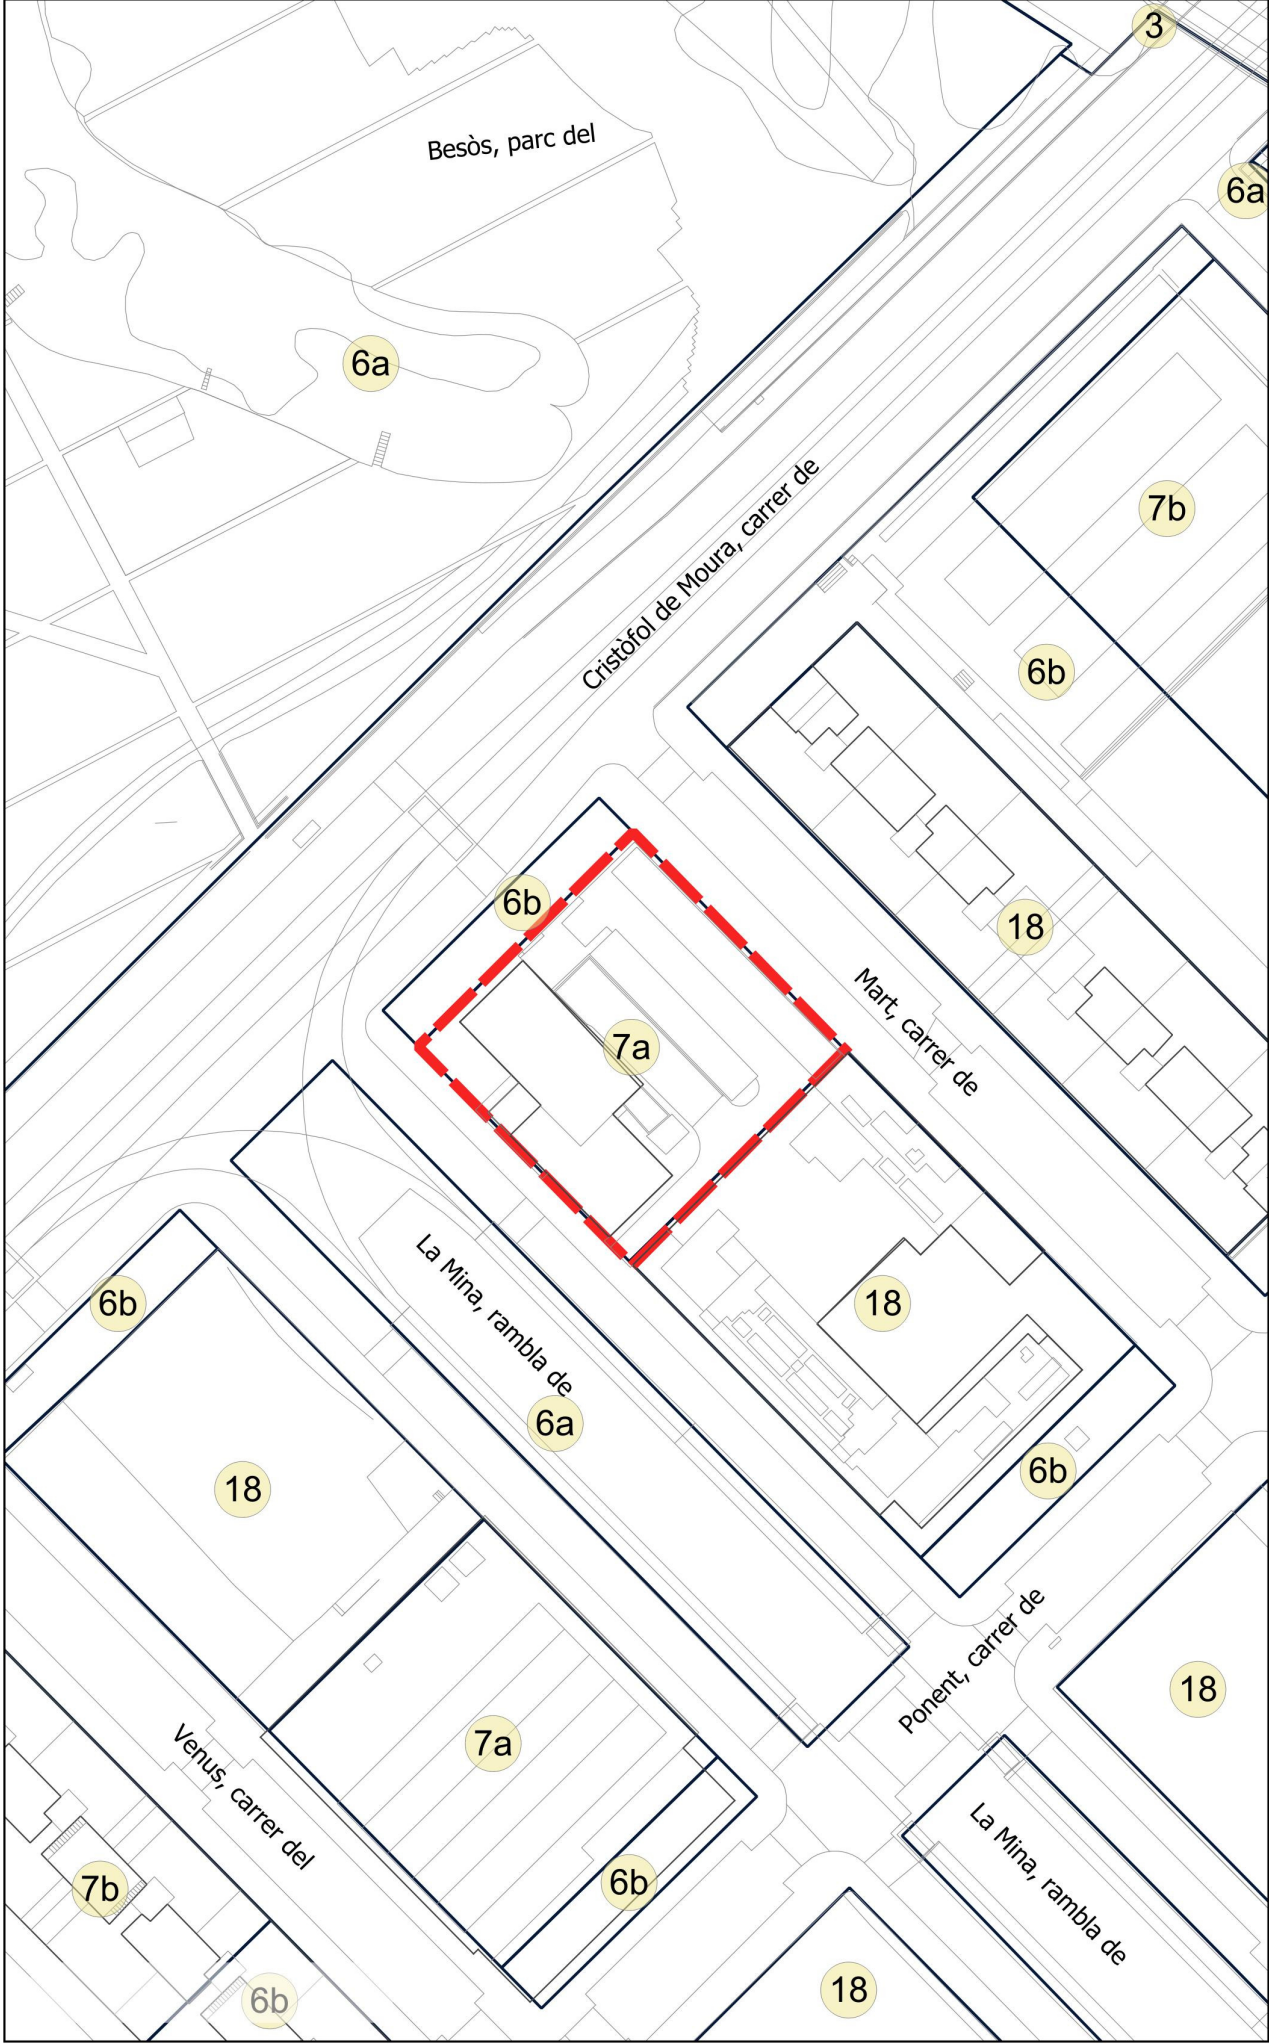 3
Besòs, parc del
6a
6a
Cristòfol de Moura, carrer de
7b
6b
6b
18
Mart, carrer de
7a
La Mina, rambla de
6b
18
6a
6b
18
Ponent, carrer de
18
Venus, carrer del
7a
La Mina, rambla de
6b
7b
18
6b